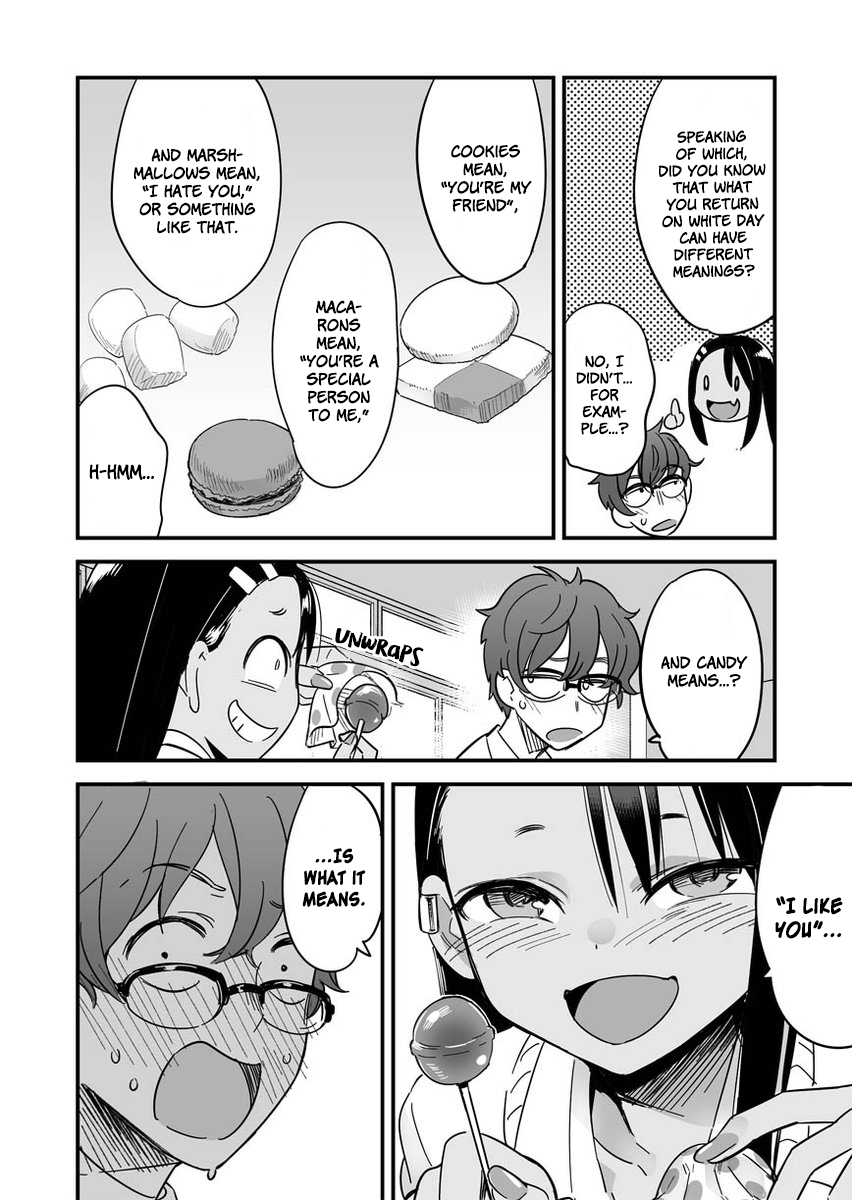 SPEAKING
OF WHICH,
DID YOU KNOW
THAT WHAT
YOU RETURN
ON WHITE DAY
CAN HAVE
DIFFERENT
MEANINGS?
NO, I
DIDN'T...
FOR
EXAM-
PLE...?
COOKIES
MEAN,
"YOU'RE MY
FRIEND",
MACA-
RONS
MEAN,
"YOU'RE A
SPECIAL
PERSON
TO ME,"
AND MARSH-
MALLOWS MEAN,
"I HATE YOU,"
OR SOMETHING
LIKE THAT.
H-HMM...
AND CANDY
MEANS...?
UNWRAPS
"I LIKE
YOU"...
...IS
WHAT IT
MEANS.